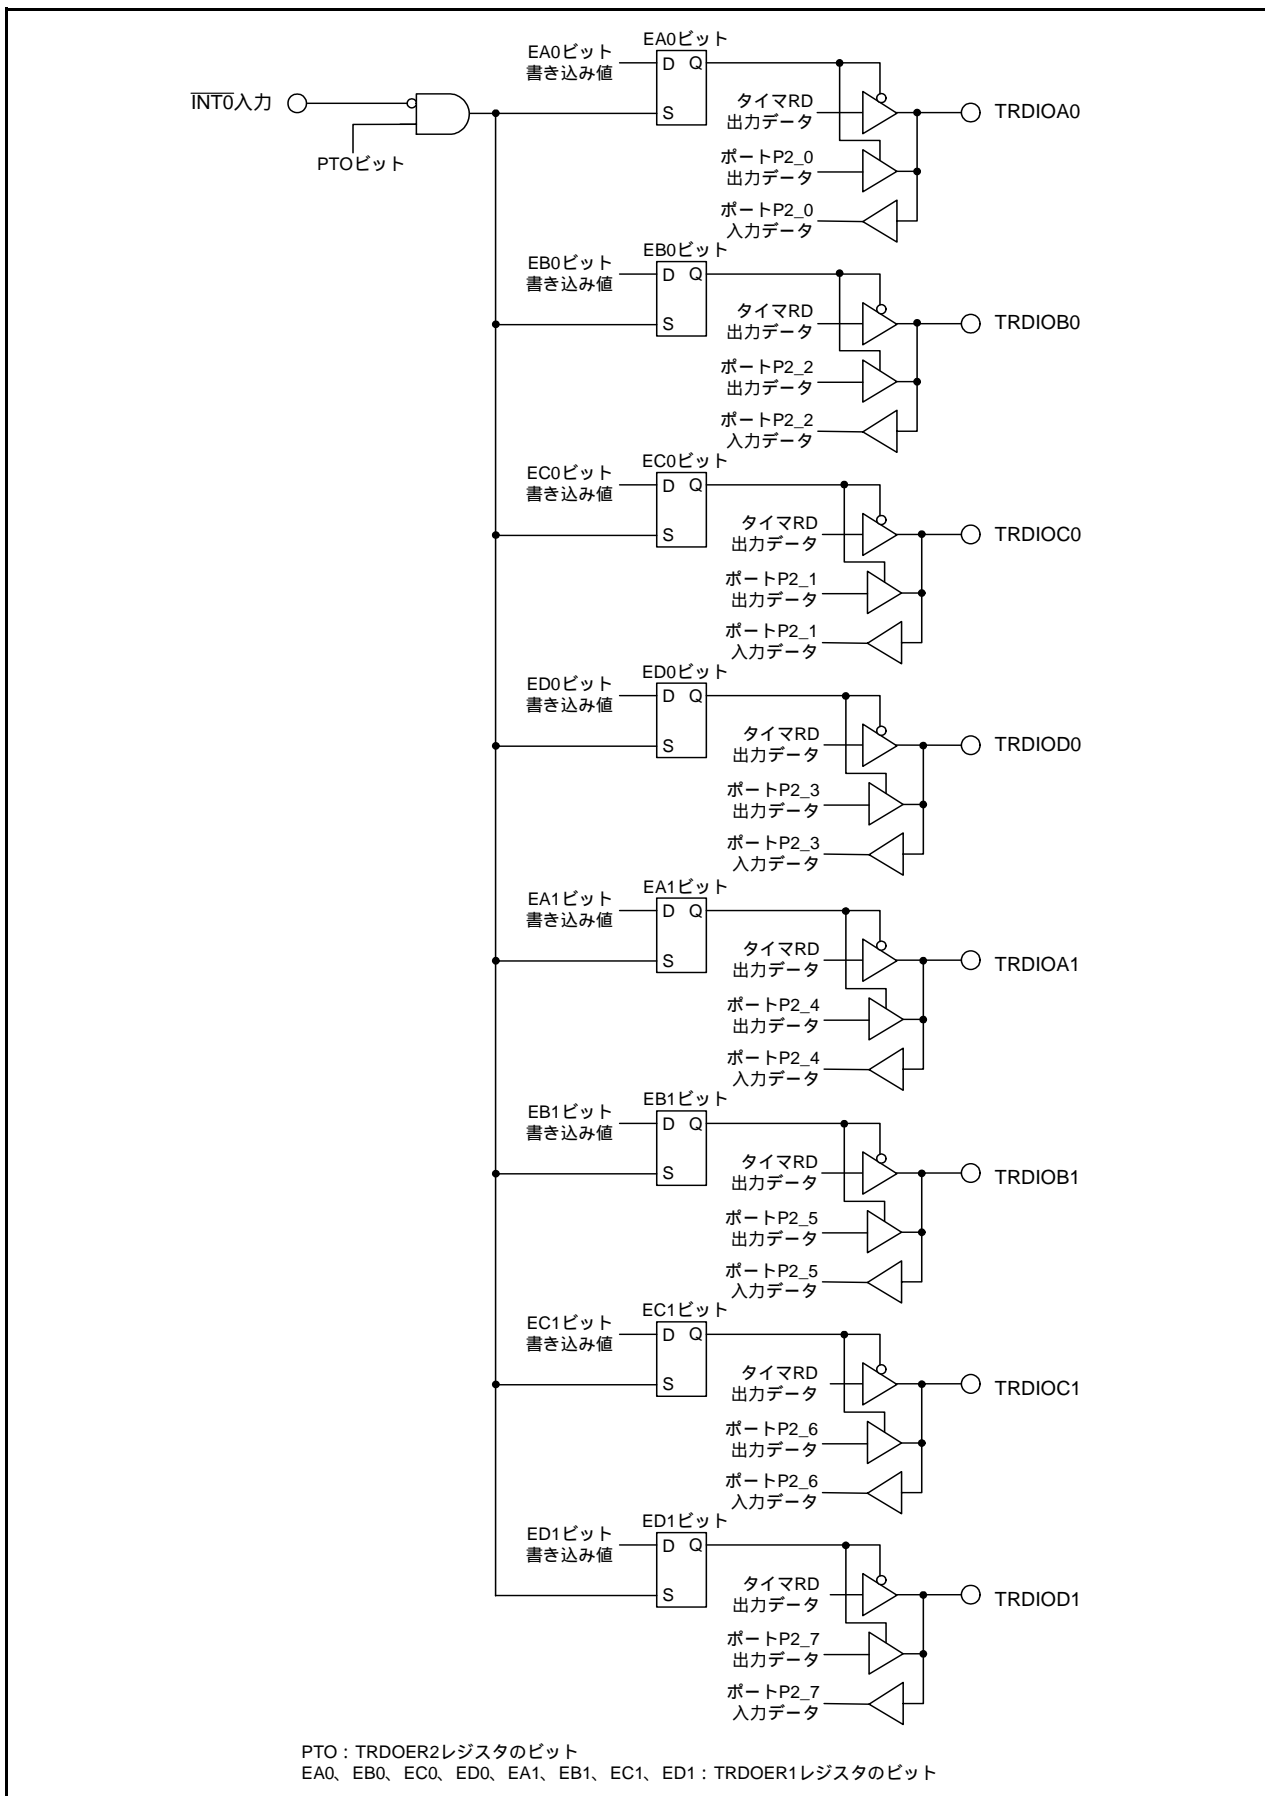 INT0入力
PTOビット
EA0ビット
書き込み値
EA0ビット
D Q
S
タイマRD
出力データ
ポートP2_0
出力データ
ポートP2_0
入力データ
TRDIOA0
EB0ビット
書き込み値
EB0ビット
D Q
S
タイマRD
出力データ
ポートP2_2
出力データ
ポートP2_2
入力データ
TRDIOB0
EC0ビット
書き込み値
EC0ビット
D Q
S
タイマRD
出力データ
ポートP2_1
出力データ
ポートP2_1
入力データ
TRDIOC0
ED0ビット
書き込み値
ED0ビット
D Q
S
タイマRD
出力データ
ポートP2_3
出力データ
ポートP2_3
入力データ
TRDIOD0
EA1ビット
書き込み値
EA1ビット
D Q
S
タイマRD
出力データ
ポートP2_4
出力データ
ポートP2_4
入力データ
TRDIOA1
EB1ビット
書き込み値
EB1ビット
D Q
S
タイマRD
出力データ
ポートP2_5
出力データ
ポートP2_5
入力データ
TRDIOB1
EC1ビット
書き込み値
EC1ビット
D Q
S
タイマRD
出力データ
ポートP2_6
出力データ
ポートP2_6
入力データ
TRDIOC1
ED1ビット
書き込み値
ED1ビット
D Q
S
タイマRD
出力データ
ポートP2_7
出力データ
ポートP2_7
入力データ
TRDIOD1
PTO：TRDOER2レジスタのビット
EA0、EB0、EC0、ED0、EA1、EB1、EC1、ED1：TRDOER1レジスタのビット